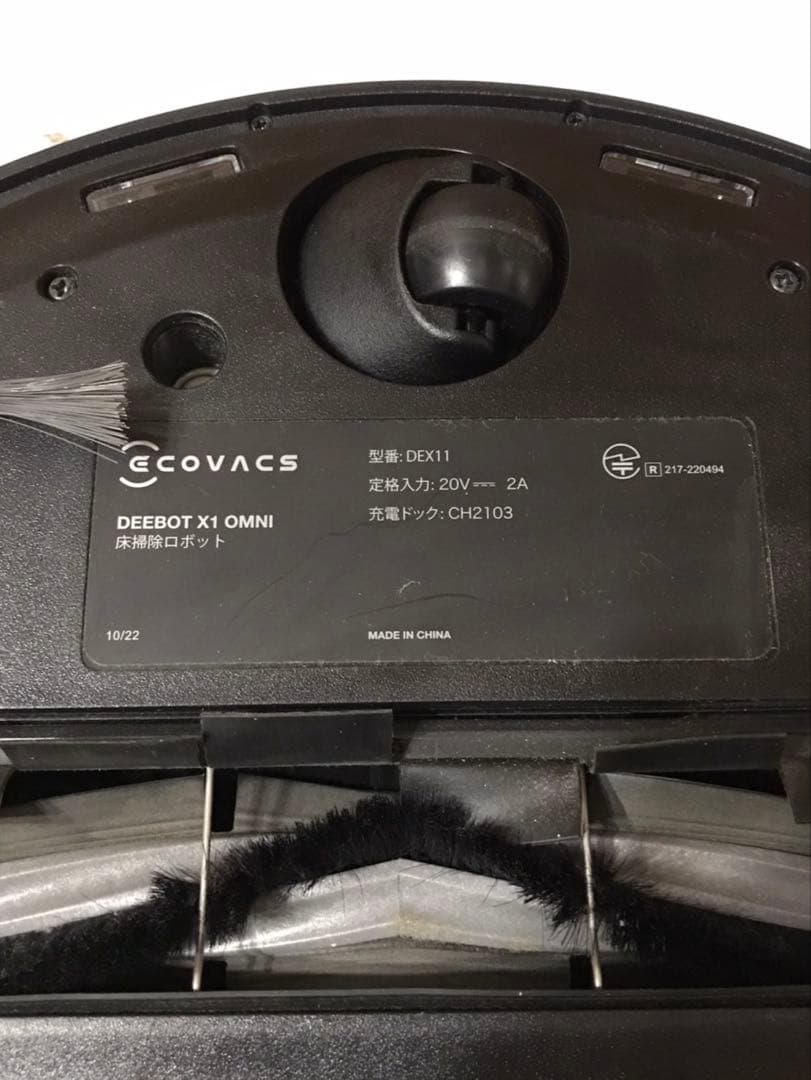 ECOVACS
DEEBOT X1 OMNI
床掃除ロボット
型番: DEX11
定格入力: 20V⎓ 2A
充電ドック: CH2103
R 217-220494
10/22
MADE IN CHINA